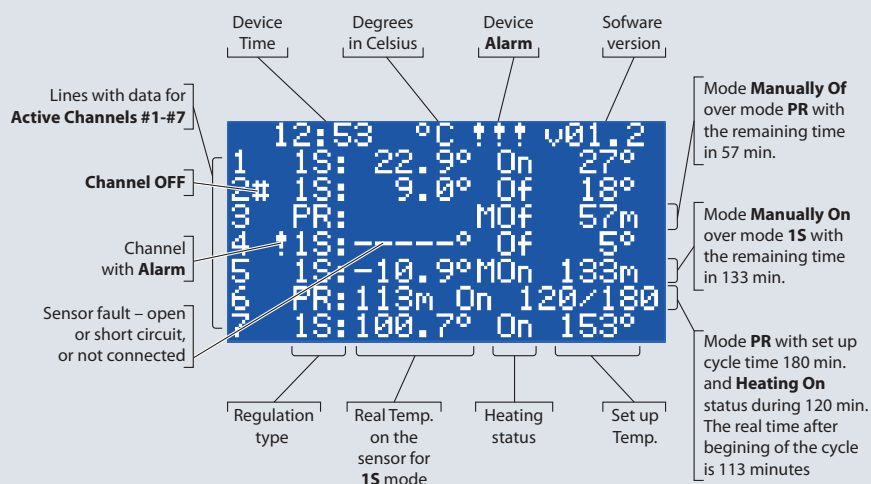 Device
Time
Degrees
in Celsius
Device
Alarm
Sofware
version
Lines with data for
Active Channels #1-#7
Channel OFF
Channel
with Alarm
Sensor fault – open
or short circuit,
or not connected
12:53 °C !!! v01.2
1 1S: 22.9° On 27°
2# 1S: 9.0° Of 18°
3 PR: MOf 57m
4 !1S:-----° Of 5°
5 1S:-10.9°MOn 133m
6 PR:113m On 120/180
7 1S:100.7° On 153°
Mode Manually Of
over mode PR with
the remaining time
in 57 min.
Mode Manually On
over mode 1S with
the remaining time
in 133 min.
Mode PR with set up
cycle time 180 min.
and Heating On
status during 120 min.
The real time after
begining of the cycle
is 113 minutes
Regulation
type
Real Temp.
on the
sensor for
1S mode
Heating
status
Set up
Temp.